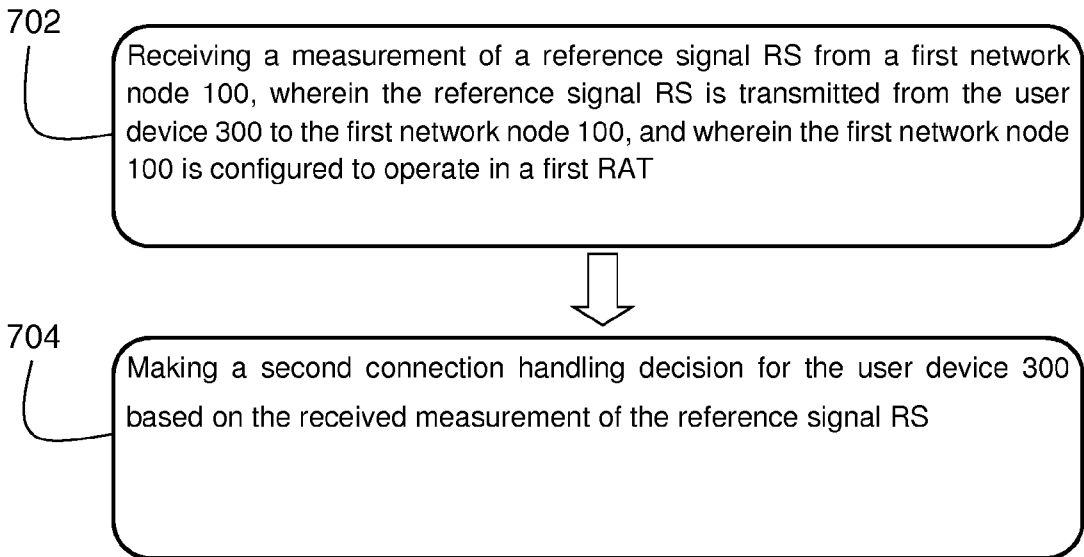 702
Receiving a measurement of a reference signal RS from a first network
node 100, wherein the reference signal RS is transmitted from the user
device 300 to the first network node 100, and wherein the first network node
100 is configured to operate in a first RAT
704
Making a second connection handling decision for the user device 300
based on the received measurement of the reference signal RS